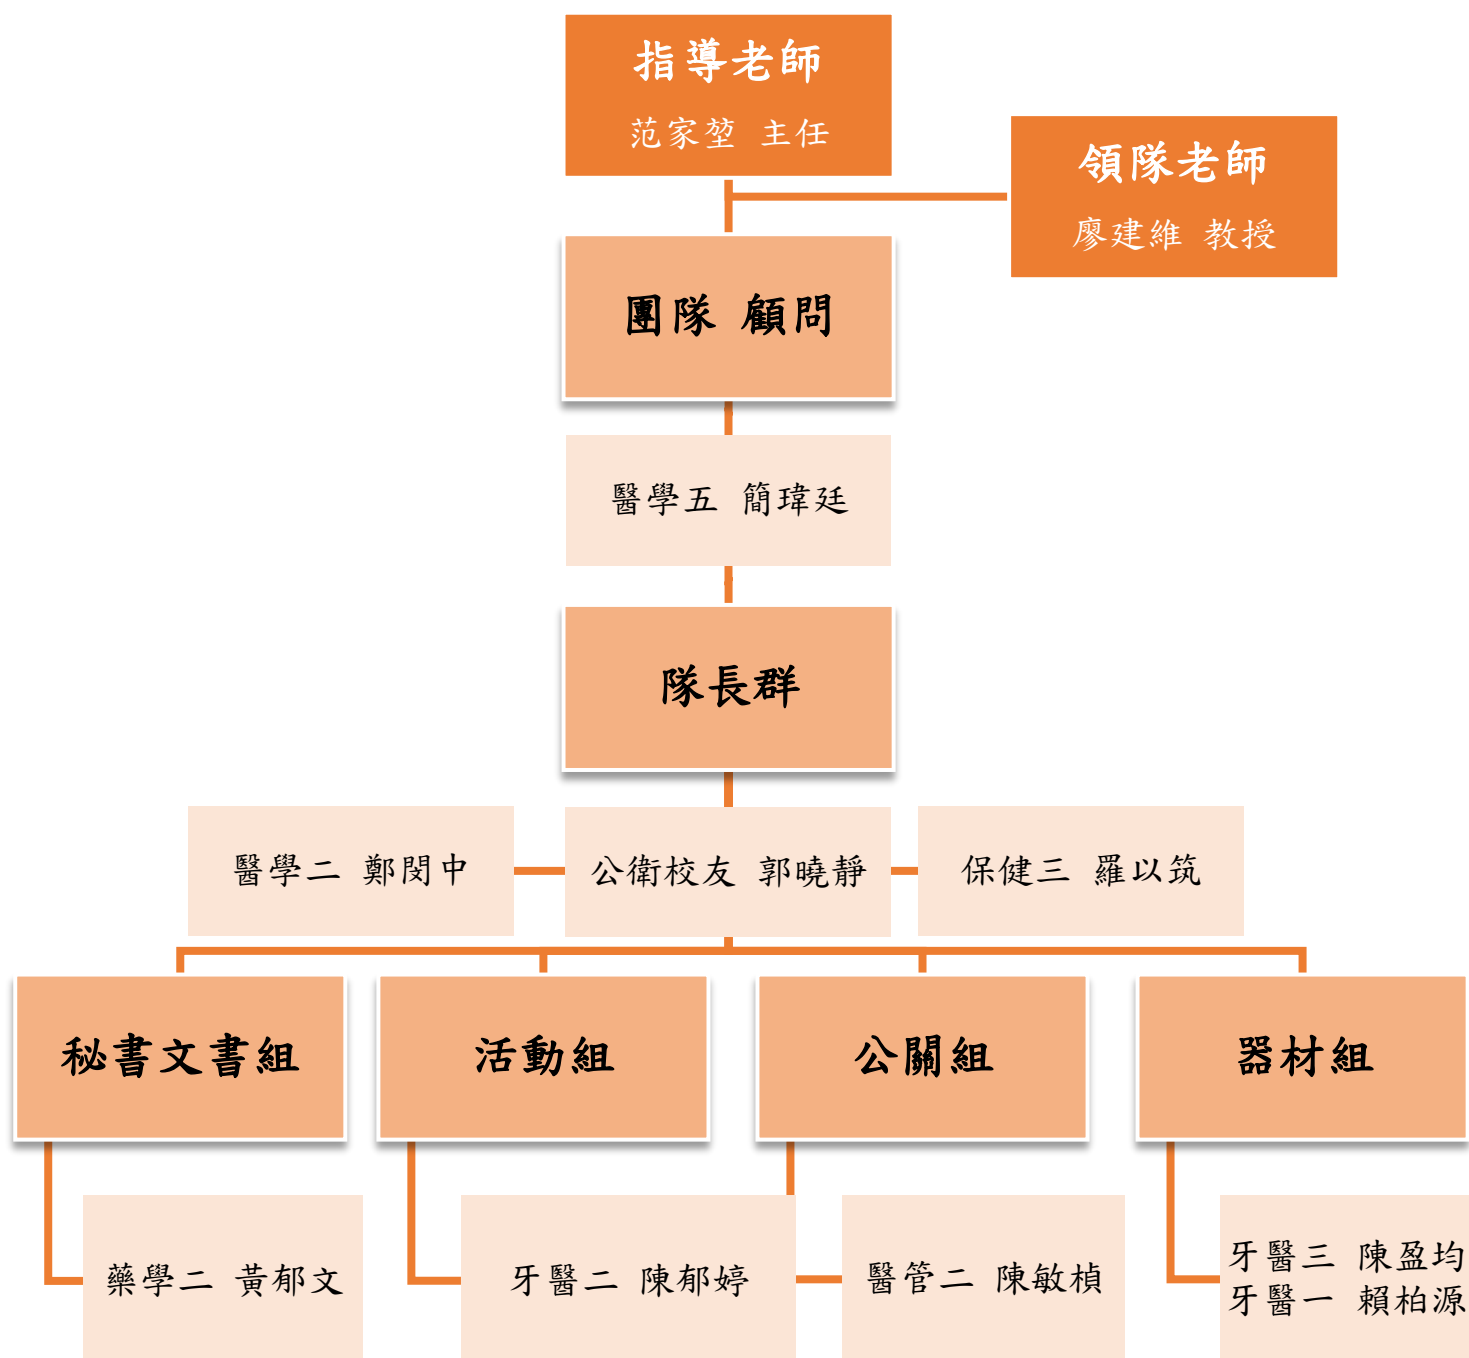 指導老師
范家堃 主任
領隊老師
廖建維 教授
團隊 顧問
醫學五 簡瑋廷
隊長群
醫學二 鄭閔中
公衛校友 郭曉靜
保健三 羅以筑
秘書文書組
活動組
公關組
器材組
藥學二 黃郁文
牙醫二 陳郁婷
醫管二 陳敏楨
牙醫三 陳盈均
牙醫一 賴柏源